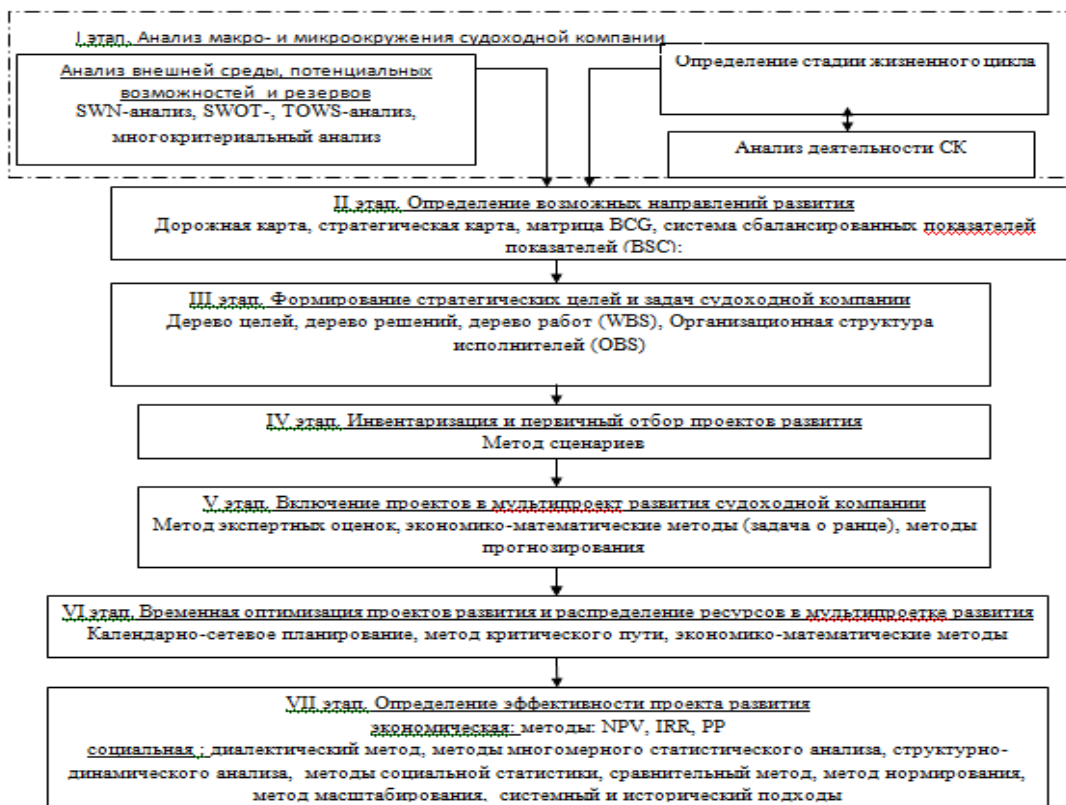 I этап. Анализ макро- и микроокружения судоходной компании
Анализ внешней среды, потенциальных
возможностей и резервов
SWN-анализ, SWOT-, TOWS-анализ,
многокритериальный анализ
Определение стадии жизненного цикла
Анализ деятельности СК
II этап. Определение возможных направлений развития
Дорожная карта, стратегическая карта, матрица BCG, система сбалансированных показателей
показателей (BSC):
III этап. Формирование стратегических целей и задач судоходной компании
Дерево целей, дерево решений, дерево работ (WBS), Организационная структура
исполнителей (OBS)
IV этап. Инвентаризация и первичный отбор проектов развития
Метод сценариев
V этап. Включение проектов в мультипроект развития судоходной компании
Метод экспертных оценок, экономико-математические методы (задача о ранце), методы
прогнозирования
VI этап. Временная оптимизация проектов развития и распределение ресурсов в мультипроетке развития
Календарно-сетевое планирование, метод критического пути, экономико-математические методы
VII этап. Определение эффективности проекта развития
экономическая: методы: NPV, IRR, PP
социальная ; диалектический метод, методы многомерного статистического анализа, структурно-
динамического анализа, методы социальной статистики, сравнительный метод, метод нормирования,
метод масштабирования, системный и исторический подходы